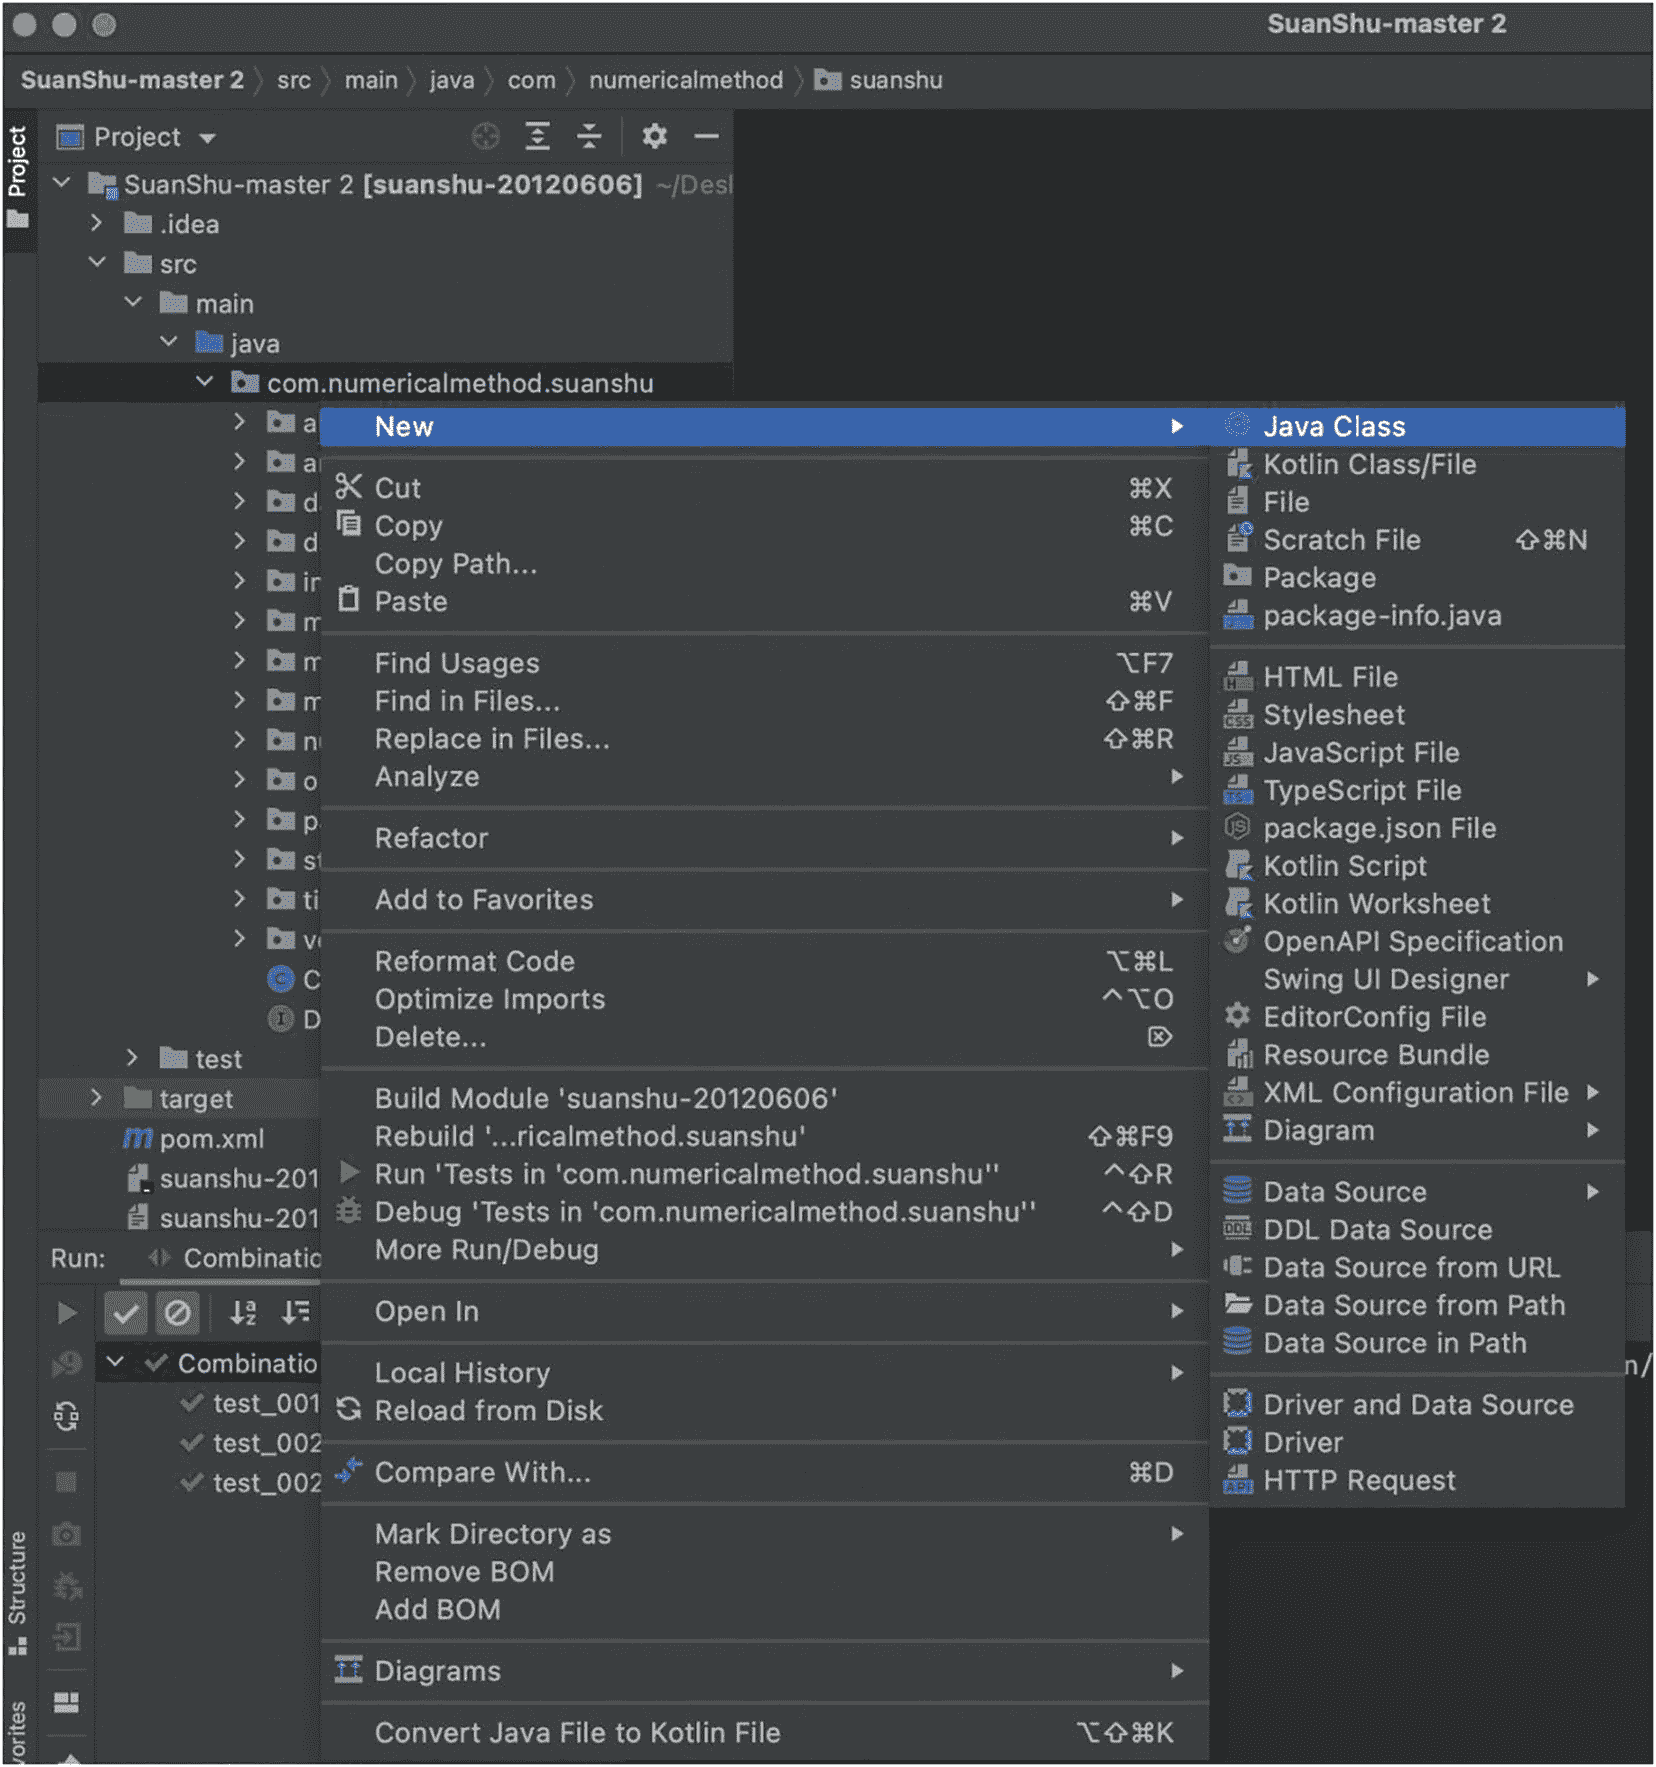 SuanShu-master 2
SuanShu-master 2 src main java com numericalmethod suanshu
Project
Project
SuanShu-master 2 [suanshu-20120606] ~/Desl
.idea
src
main
java
com.numericalmethod.suanshu
a
a
d
d
in
m
m
m
n
o
p
st
ti
ve
C
D
test
target
pom.xml
suanshu-201
suanshu-201
New
Cut ⌘X
Copy ⌘C
Copy Path...
Paste ⌘V
Find Usages ⌥F7
Find in Files... ⇧⌘F
Replace in Files... ⇧⌘R
Analyze
Refactor
Add to Favorites
Reformat Code ⌥⌘L
Optimize Imports ^⌥O
Delete... ⌦
Build Module 'suanshu-20120606'
Rebuild '...ricalmethod.suanshu' ⇧⌘F9
Run 'Tests in 'com.numericalmethod.suanshu'' ^⇧R
Debug 'Tests in 'com.numericalmethod.suanshu'' ^⇧D
More Run/Debug
Open In
Local History
Reload from Disk
Compare With... ⌘D
Mark Directory as
Remove BOM
Add BOM
Diagrams
Convert Java File to Kotlin File ⌥⇧⌘K
Java Class
Kotlin Class/File
File
Scratch File ⇧⌘N
Package
package-info.java
HTML File
Stylesheet
JavaScript File
TypeScript File
package.json File
Kotlin Script
Kotlin Worksheet
OpenAPI Specification
Swing UI Designer
EditorConfig File
Resource Bundle
XML Configuration File
Diagram
Data Source
DDL Data Source
Data Source from URL
Data Source from Path
Data Source in Path
Driver and Data Source
Driver
HTTP Request
Run: Combinatio
Combinatio
test_001
test_002
test_002
n/
Structure
vorites